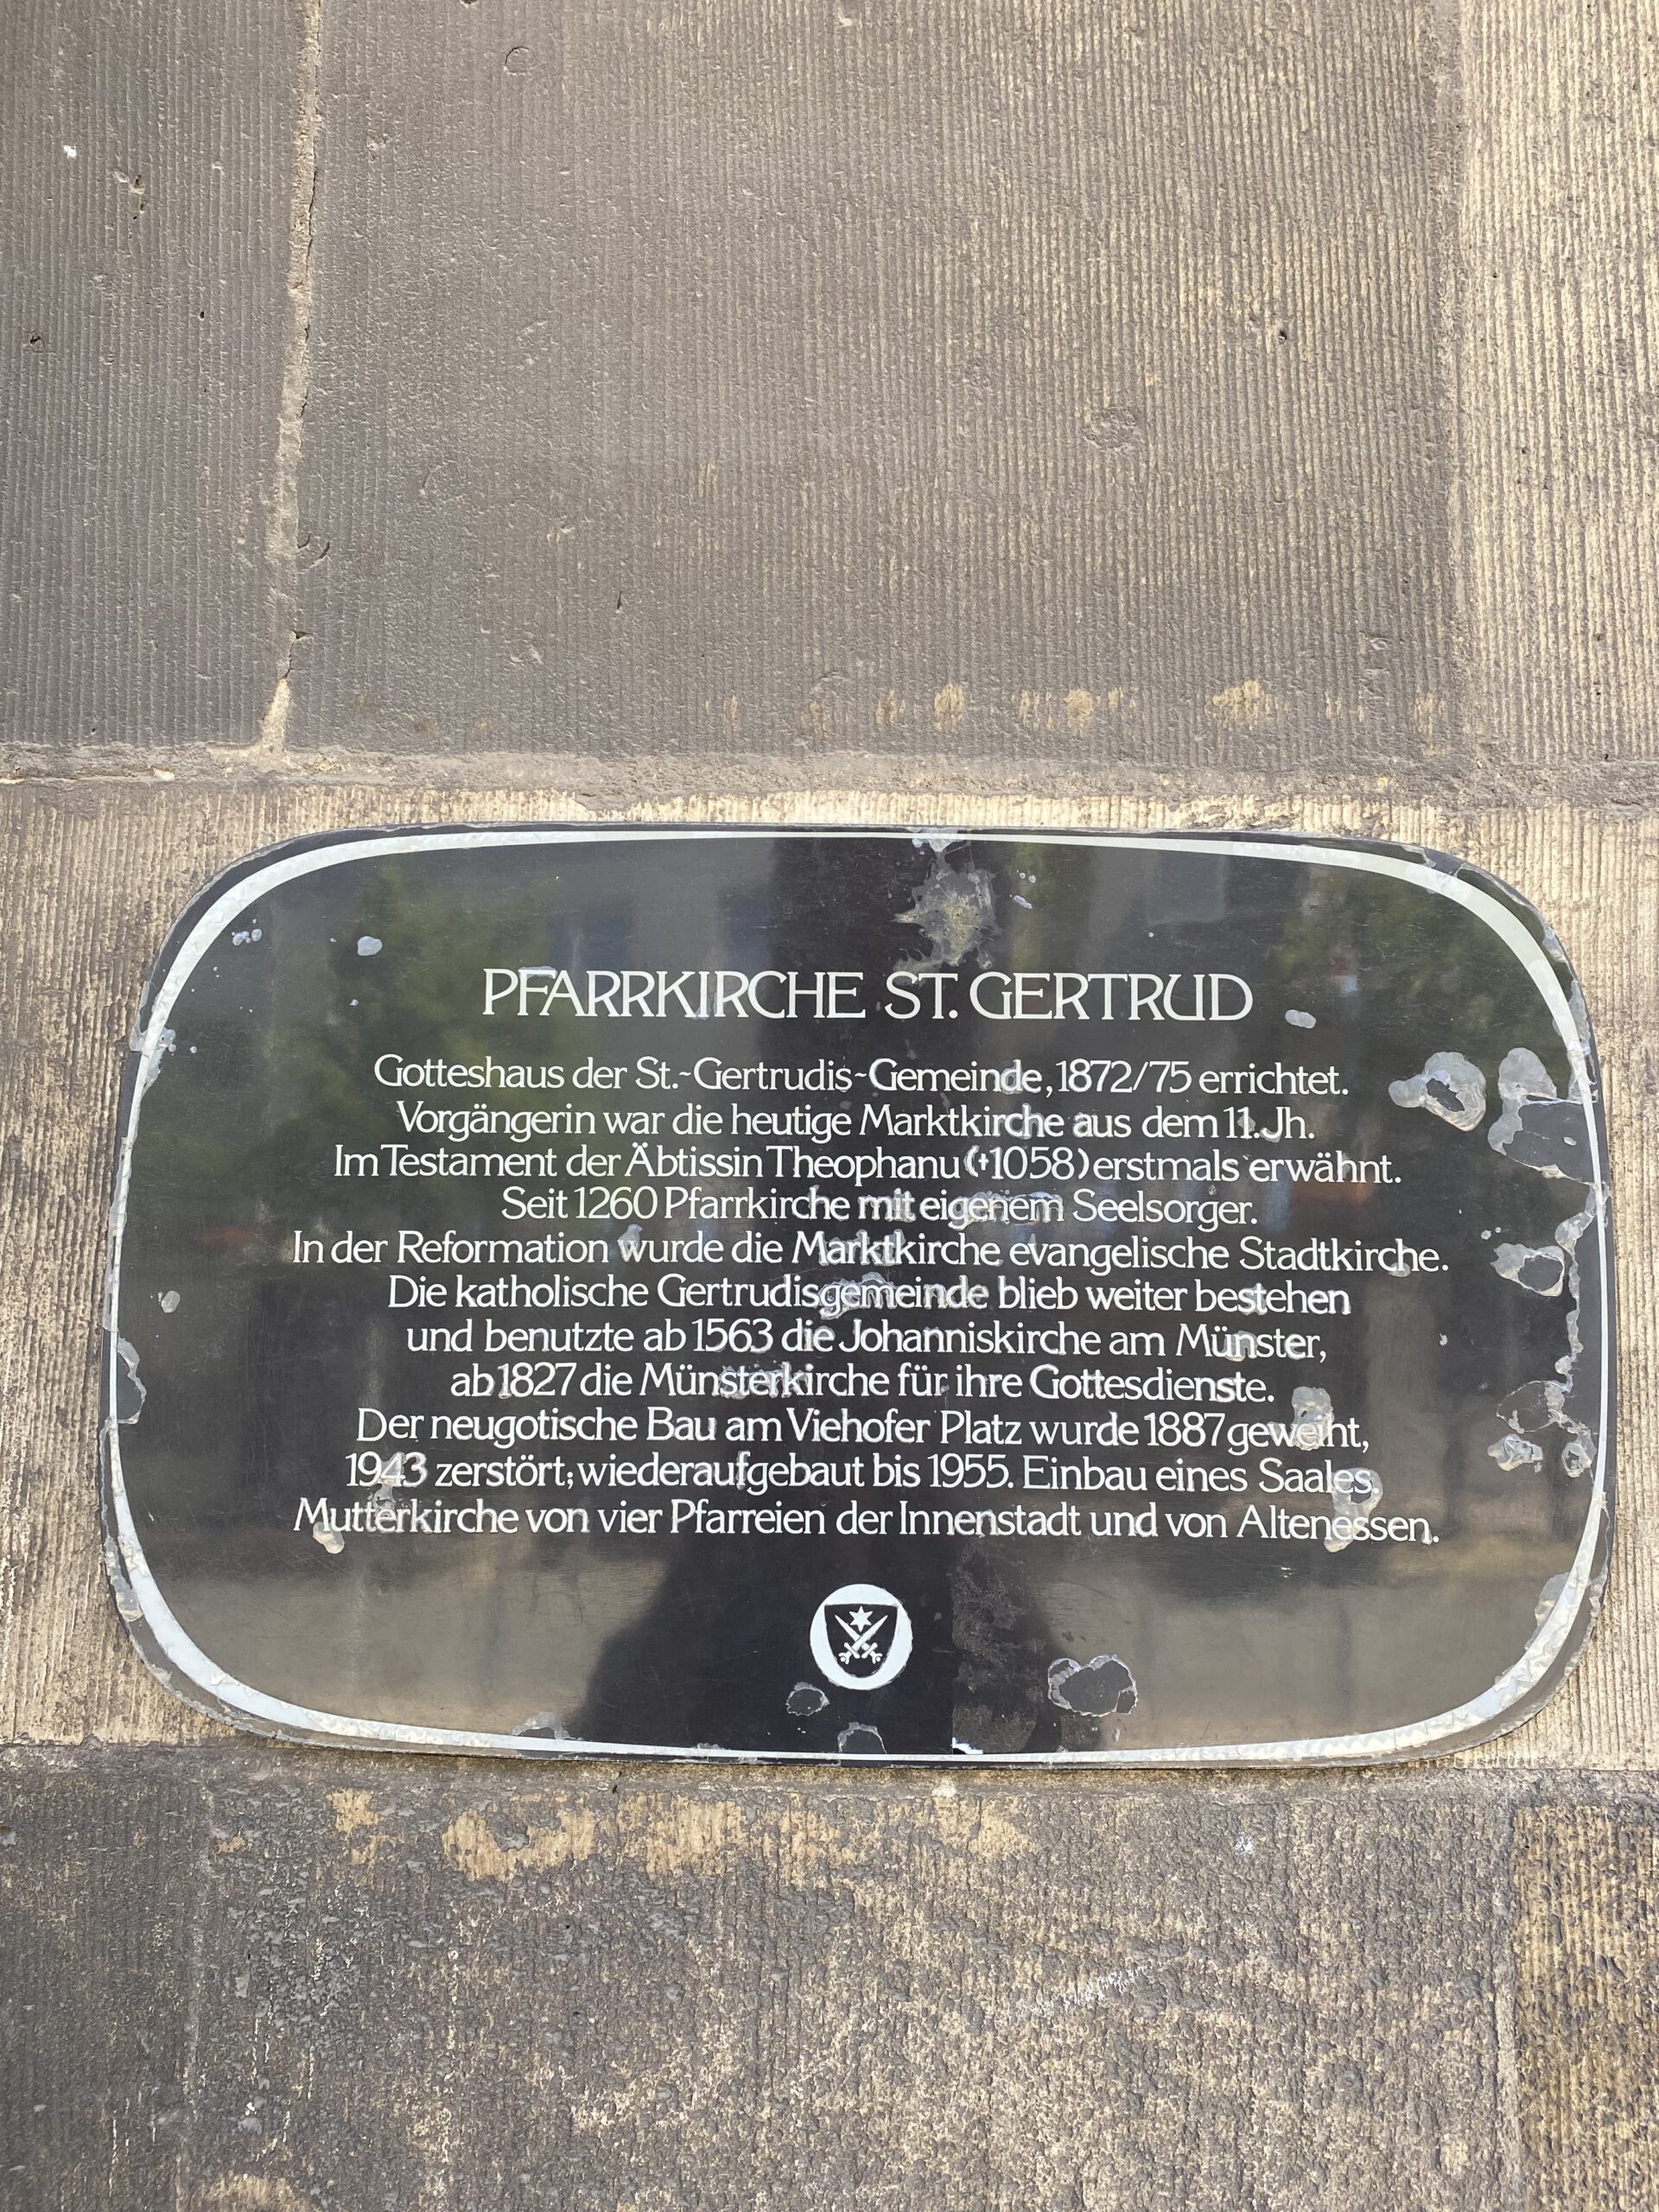 PFARRKIRCHE ST. GERTRUD
Gotteshaus der St.-Gertrudis-Gemeinde, 1872/75 errichtet.
Vorgängerin war die heutige Marktkirche aus dem 11. Jh.
Im Testament der Äbtissin Theophanu (✝1058) erstmals erwähnt.
Seit 1260 Pfarrkirche mit eigenem Seelsorger.
In der Reformation wurde die Marktkirche evangelische Stadtkirche.
Die katholische Gertrudisgemeinde blieb weiter bestehen
und benutzte ab 1563 die Johanniskirche am Münster,
ab 1827 die Münsterkirche für ihre Gottesdienste.
Der neugotische Bau am Viehofer Platz wurde 1887 geweiht,
1943 zerstört; wiederaufgebaut bis 1955. Einbau eines Saales.
Mutterkirche von vier Pfarreien der Innenstadt und von Altenessen.